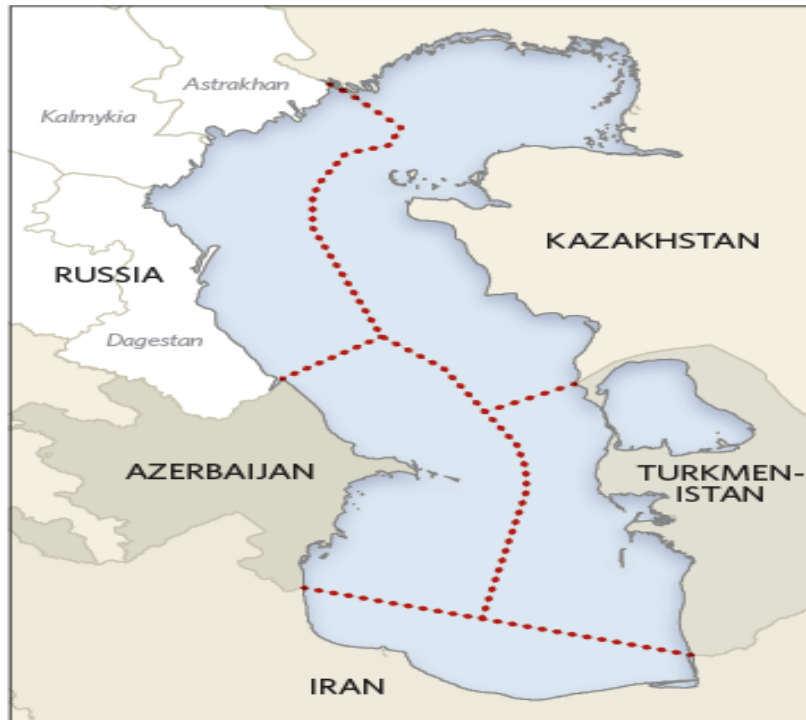 Astrakhan
Kalmykia
KAZAKHSTAN
RUSSIA
Dagestan
AZERBAIJAN
TURKMEN-
ISTAN
IRAN